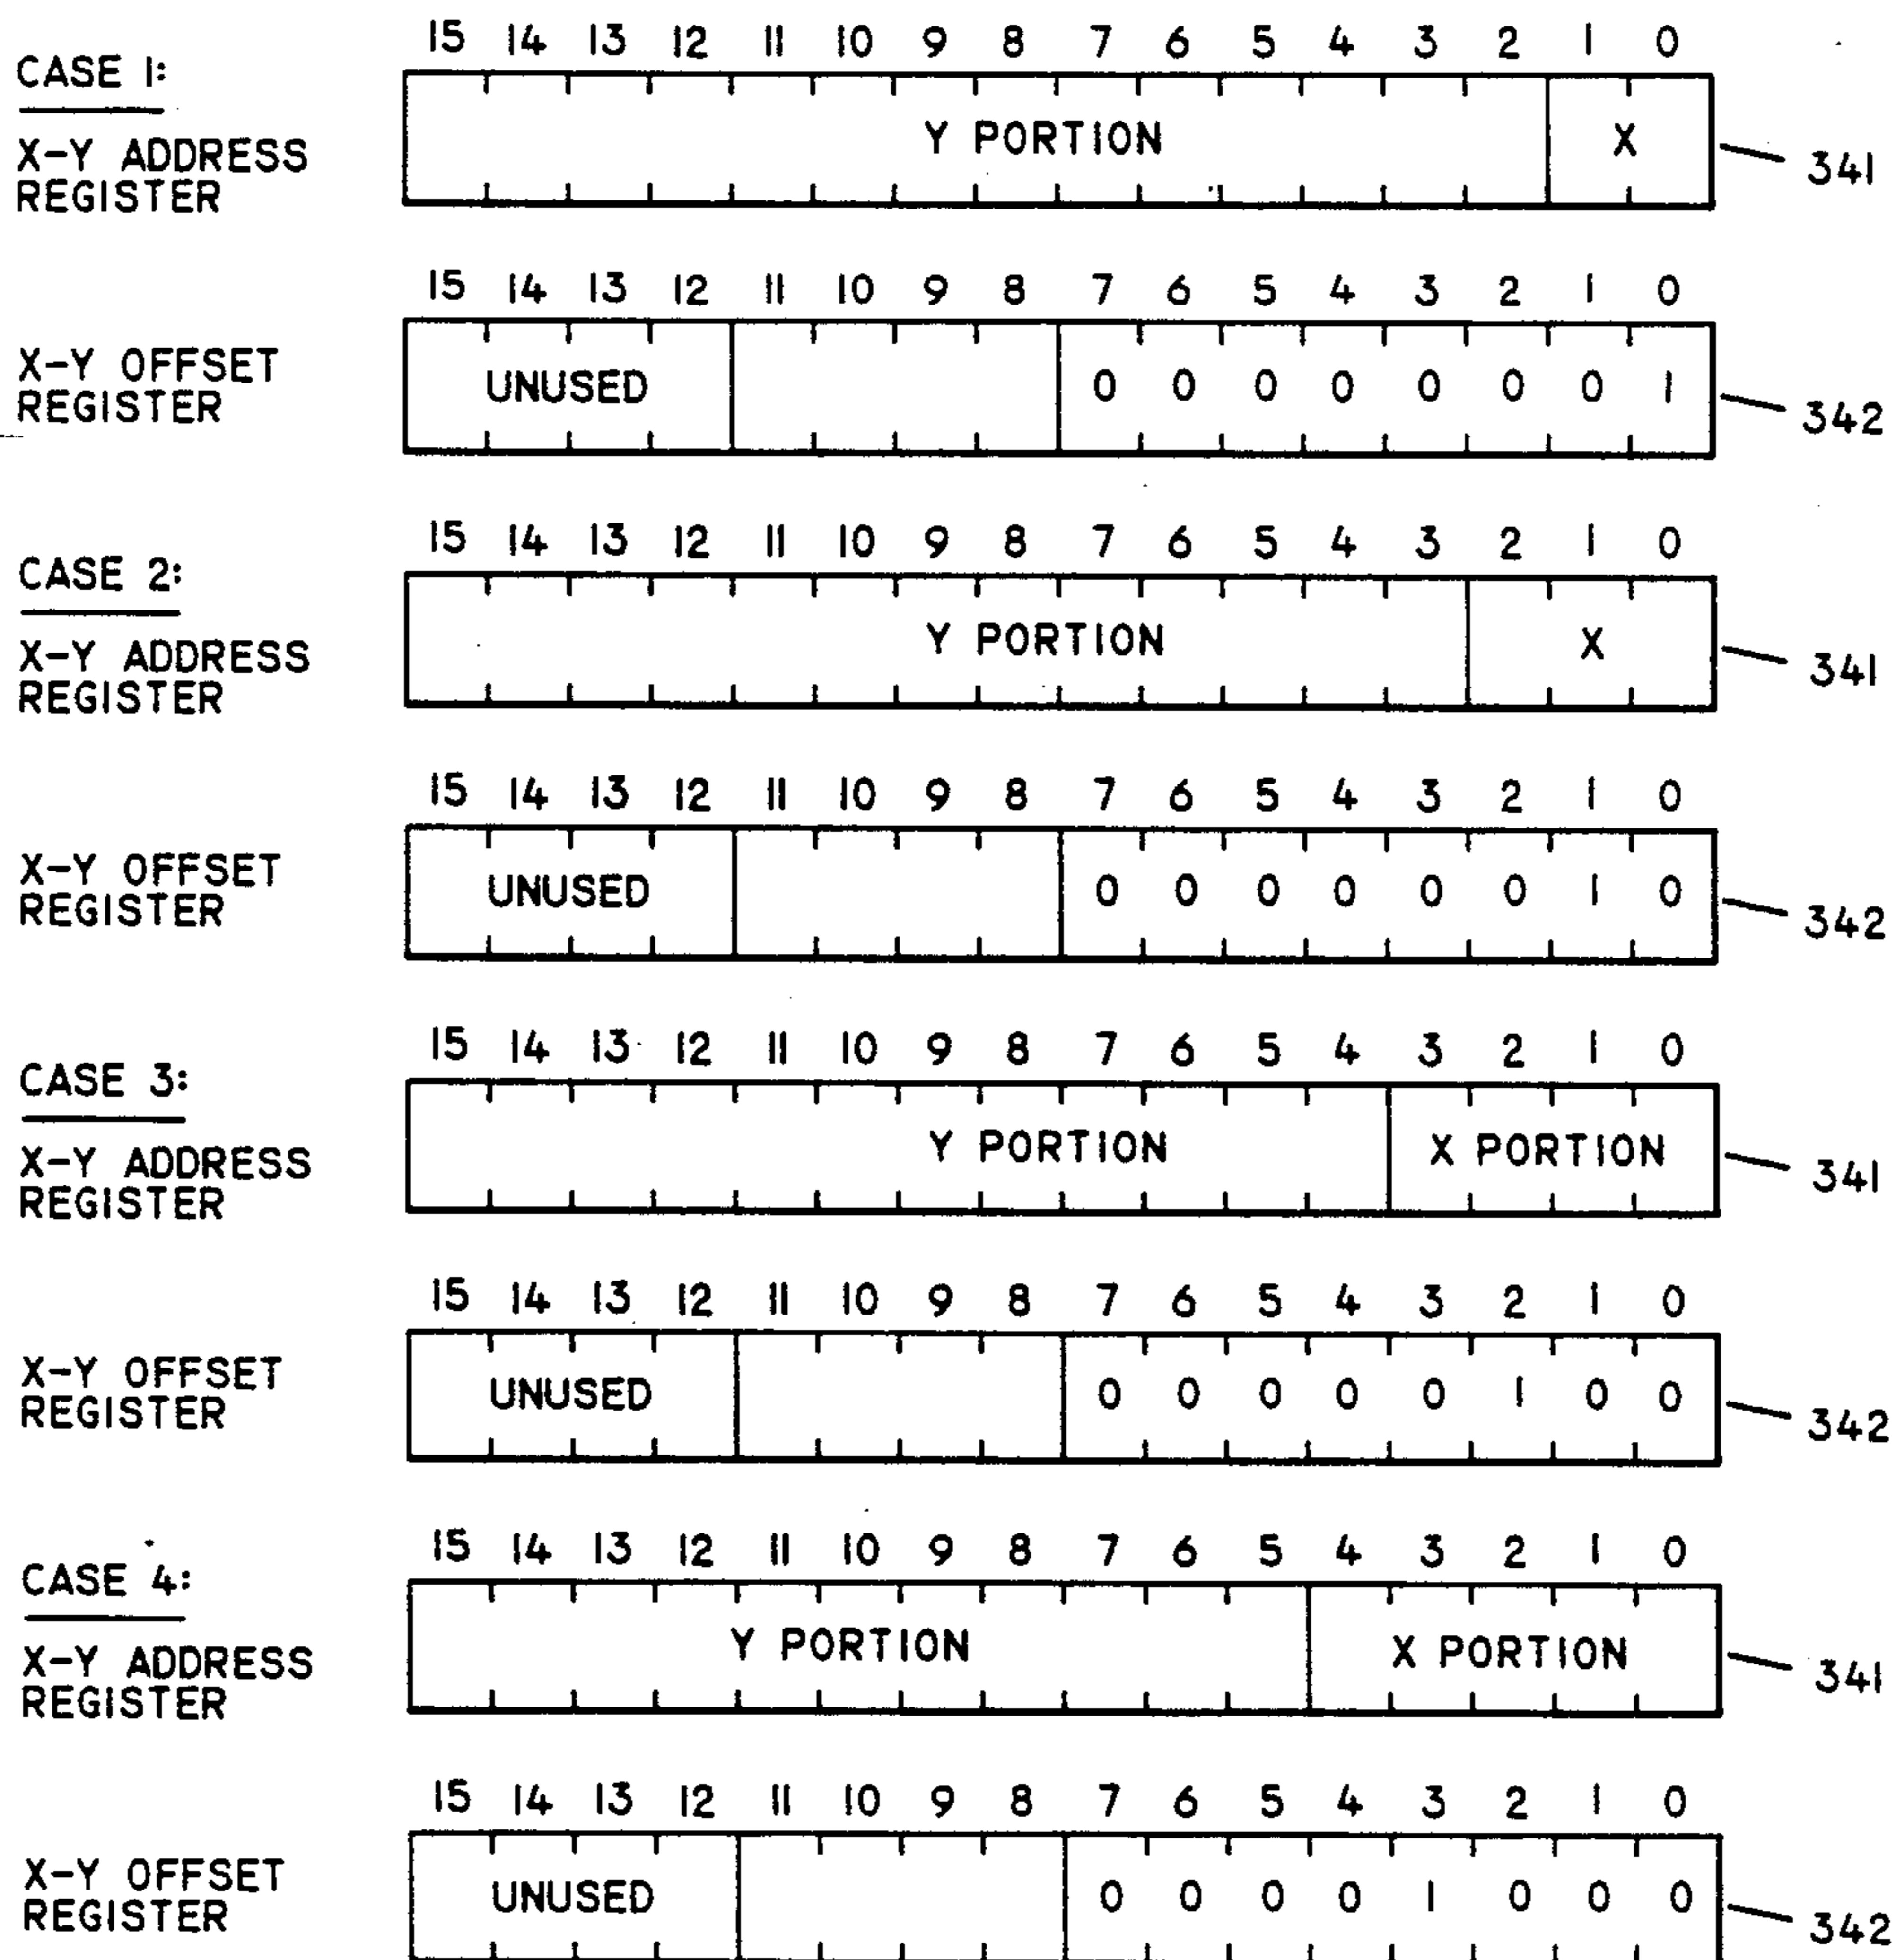 15 14 13 12 11 10 9 8 7 6 5 4 3 2 1 0
CASE 1:
X-Y ADDRESS
REGISTER
Y PORTION X
341
15 14 13 12 11 10 9 8 7 6 5 4 3 2 1 0
X-Y OFFSET
REGISTER
UNUSED 0 0 0 0 0 0 0 1
342
15 14 13 12 11 10 9 8 7 6 5 4 3 2 1 0
CASE 2:
X-Y ADDRESS
REGISTER
Y PORTION X
341
15 14 13 12 11 10 9 8 7 6 5 4 3 2 1 0
X-Y OFFSET
REGISTER
UNUSED 0 0 0 0 0 0 1 0
342
15 14 13 12 11 10 9 8 7 6 5 4 3 2 1 0
CASE 3:
X-Y ADDRESS
REGISTER
Y PORTION X PORTION
341
15 14 13 12 11 10 9 8 7 6 5 4 3 2 1 0
X-Y OFFSET
REGISTER
UNUSED 0 0 0 0 0 1 0 0
342
15 14 13 12 11 10 9 8 7 6 5 4 3 2 1 0
CASE 4:
X-Y ADDRESS
REGISTER
Y PORTION X PORTION
341
15 14 13 12 11 10 9 8 7 6 5 4 3 2 1 0
X-Y OFFSET
REGISTER
UNUSED 0 0 0 0 1 0 0 0
342